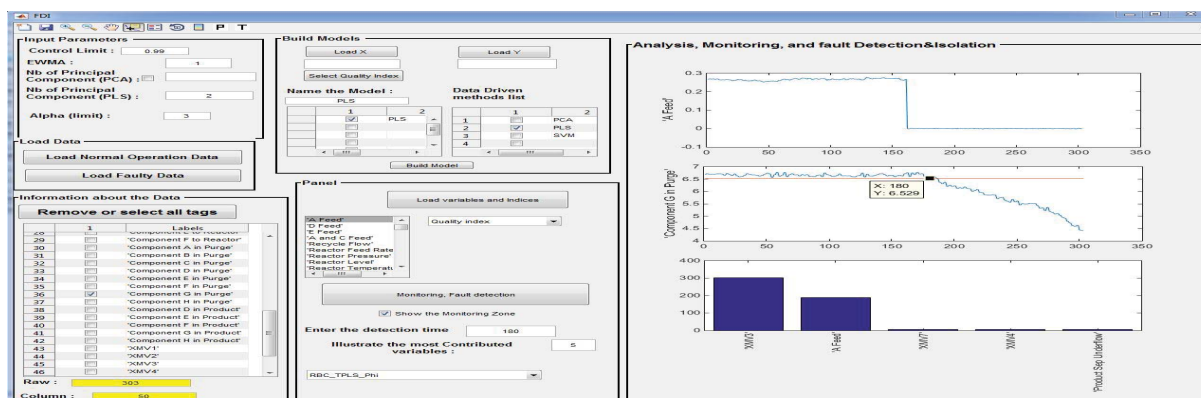 FDI
P T
Input Parameters
Control Limit : 0.99
EWMA : 1
Nb of Principal
Component (PCA) :
Nb of Principal
Component (PLS) : 2
Alpha (limit) : 3
Load Data
Load Normal Operation Data
Load Faulty Data
Information about the Data
Remove or select all tags
1 Labels
29 'Component F to Reactor'
30 'Component A in Purge'
31 'Component B in Purge'
32 'Component C in Purge'
33 'Component D in Purge'
34 'Component E in Purge'
35 'Component F in Purge'
36 'Component G in Purge'
37 'Component H in Purge'
38 'Component D in Product'
39 'Component E in Product'
40 'Component F in Product'
41 'Component G in Product'
42 'Component H in Product'
43 'XMV1'
44 'XMV2'
45 'XMV3'
46 'XMV4'
Raw : 303
Column : 50
Build Models
Load X Load Y
Select Quality Index
Name the Model :
PLS
1 2
PLS
Data Driven
methods list
1 2
1 PCA
2 PLS
3 SVM
4
Build Model
Panel
Load variables and Indices
'A Feed'
'D Feed'
'E Feed'
'A and C Feed'
'Recycle Flow'
'Reactor Feed Rate
'Reactor Pressure'
'Reactor Level'
'Reactor Temperatu
Quality index
Monitoring, Fault detection
Show the Monitoring Zone
Enter the detection time 180
Illustrate the most Contributed
variables : 5
RBC_TPLS_Phi
Analysis, Monitoring, and fault Detection&Isolation
'A Feed'
0.3
0.2
0.1
0
-0.1
0 50 100 150 200 250 300 350
'Component G in Purge'
7
6.5
6
5.5
5
4.5
4
X: 180
Y: 6.529
0 50 100 150 200 250 300 350
400
300
200
100
0
'XMV3'
'A Feed'
'XMV7'
'XMV4'
'Product Sep Underflow'